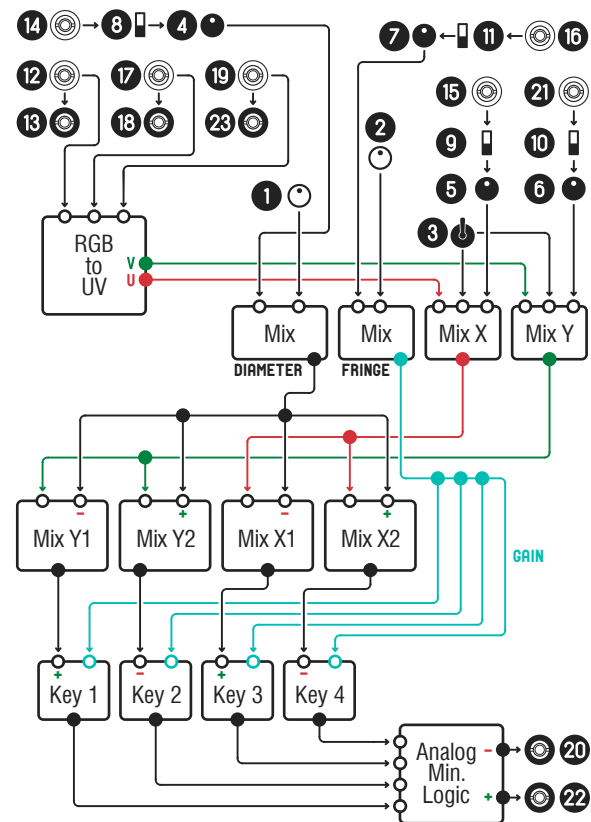 14 8 4 7 11 16
12 17 19 15 21
13 18 23 2 9 10
1 5 6
3
RGB
to
UV
V
U
Mix Mix Mix X Mix Y
DIAMETER FRINGE
- + - +
Mix Y1 Mix Y2 Mix X1 Mix X2
GAIN
+ - + -
Key 1 Key 2 Key 3 Key 4
Analog
Min.
Logic
- 20
+ 22